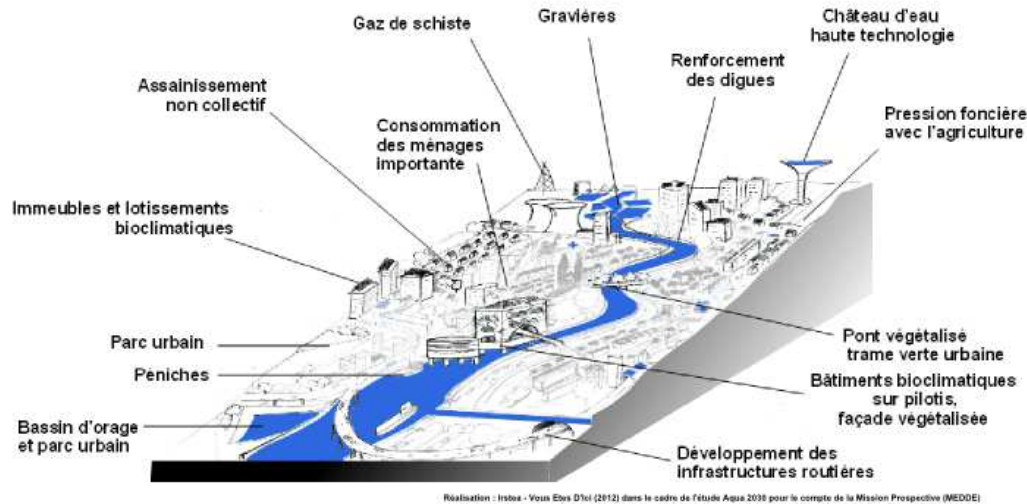 Gaz de schiste
Gravières
Château d'eau
haute technologie
Assainissement
non collectif
Renforcement
des digues
Consommation
des ménages
importante
Pression foncière
avec l'agriculture
Immeubles et lotissements
bioclimatiques
Parc urbain
Pont végétalisé
trame verte urbaine
Péniches
Bâtiments bioclimatiques
sur pilotis,
façade végétalisée
Bassin d'orage
et parc urbain
Développement des
infrastructures routières
Réalisation : Irstea - Vous Etes D'Ici (2012) dans le cadre de l'étude Aqua 2030 pour le compte de la Mission Prospective (MEDDE)